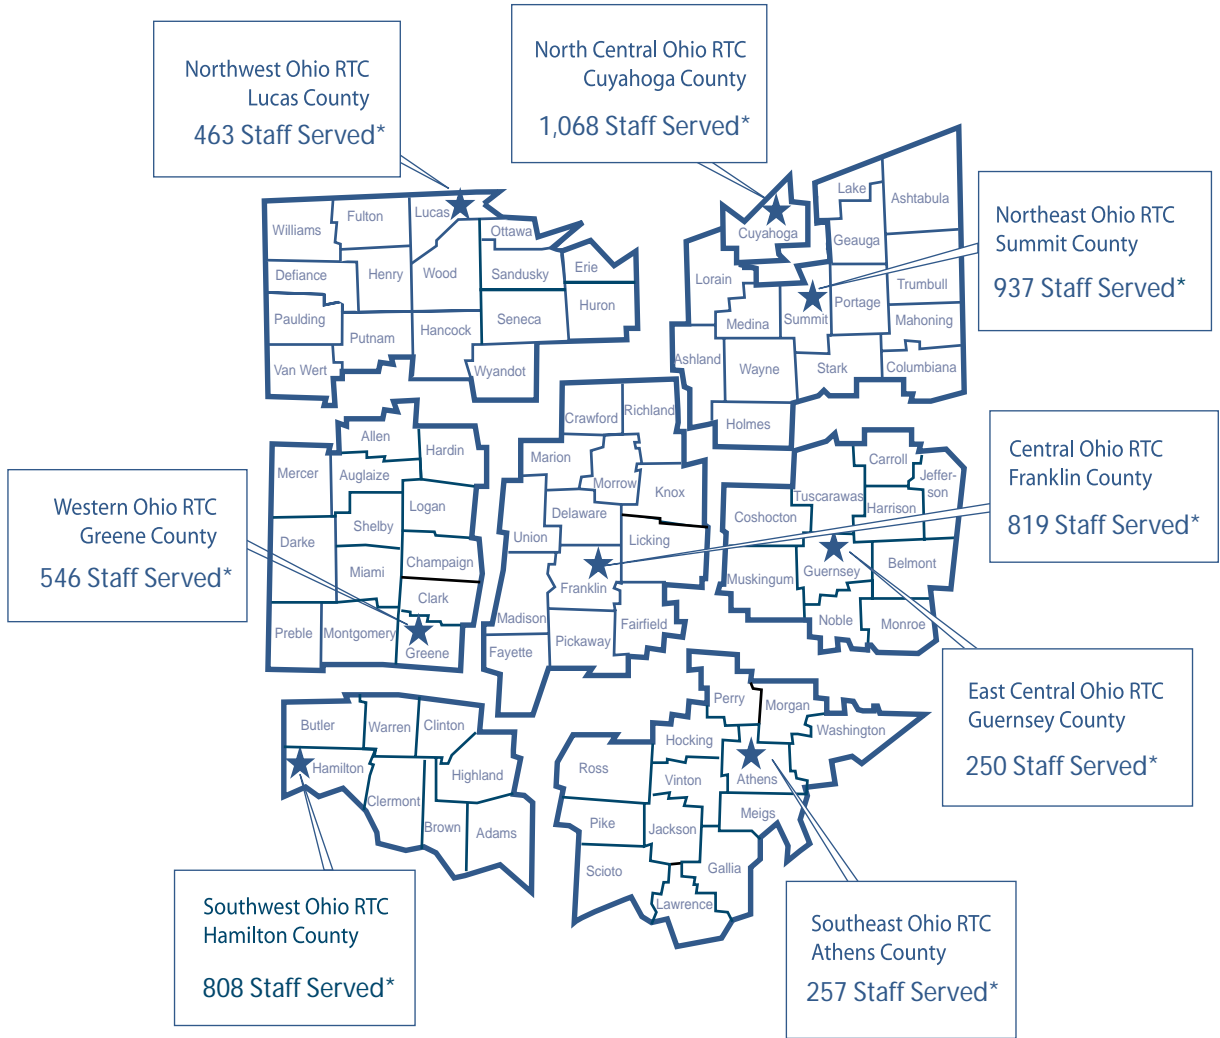 Northwest Ohio RTC
Lucas County
463 Staff Served*
North Central Ohio RTC
Cuyahoga County
1,068 Staff Served*
Northeast Ohio RTC
Summit County
937 Staff Served*
Central Ohio RTC
Franklin County
819 Staff Served*
Western Ohio RTC
Greene County
546 Staff Served*
East Central Ohio RTC
Guernsey County
250 Staff Served*
Southwest Ohio RTC
Hamilton County
808 Staff Served*
Southeast Ohio RTC
Athens County
257 Staff Served*
Williams
Fulton
Lucas
Ottawa
Defiance
Henry
Wood
Sandusky
Erie
Paulding
Putnam
Hancock
Seneca
Huron
Van Wert
Wyandot
Lake
Ashtabula
Cuyahoga
Geauga
Lorain
Trumbull
Medina
Summit
Portage
Mahoning
Ashland
Wayne
Stark
Columbiana
Holmes
Allen
Hardin
Mercer
Auglaize
Logan
Shelby
Darke
Champaign
Miami
Clark
Preble
Montgomery
Greene
Crawford
Richland
Marion
Morrow
Knox
Delaware
Union
Licking
Franklin
Madison
Fairfield
Pickaway
Fayette
Carroll
Jeffer-
son
Tuscarawas
Harrison
Coshocton
Belmont
Guernsey
Muskingum
Noble
Monroe
Butler
Warren
Clinton
Hamilton
Highland
Clermont
Brown
Adams
Perry
Morgan
Washington
Hocking
Ross
Athens
Vinton
Meigs
Pike
Jackson
Scioto
Gallia
Lawrence